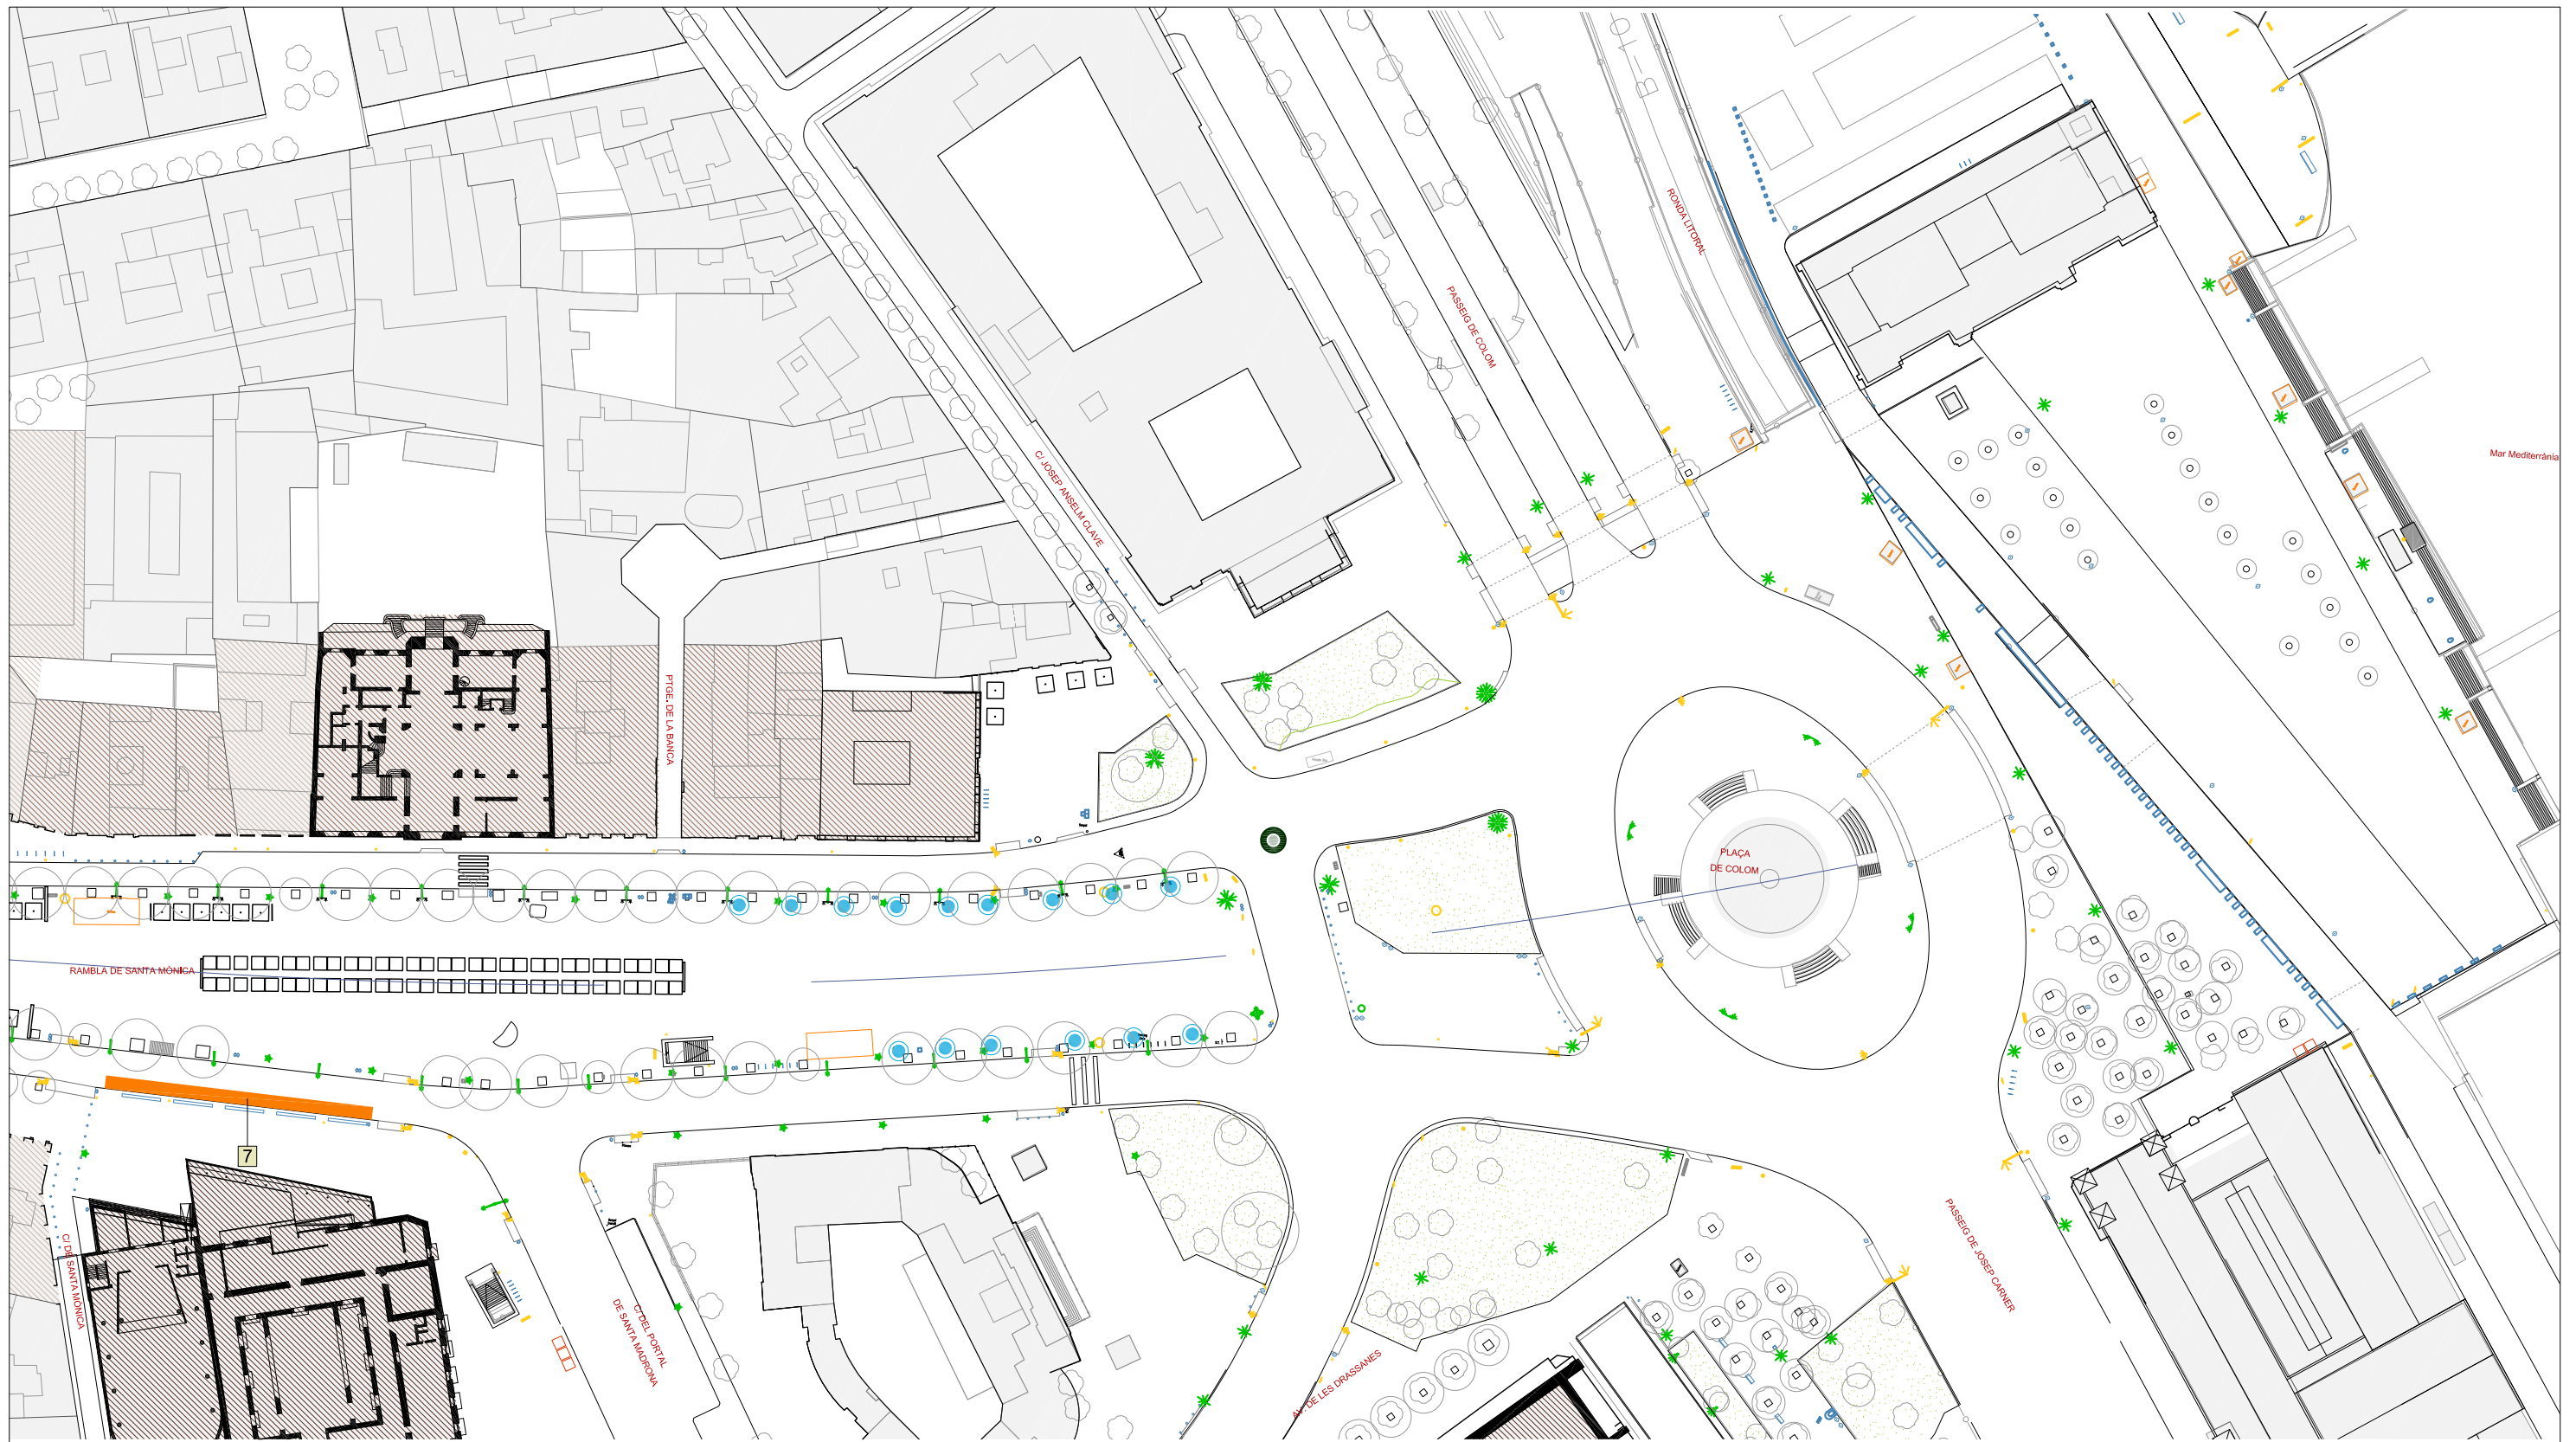 RONDA LITORAL
PASSEIG DE COLOM
Mar Mediterrània
C/ JOSEP ANSELM CLAVE
PTGE. DE LA BANCA
PLAÇA
DE COLOM
RAMBLA DE SANTA MÒNICA
7
C/ DE SANTA MÒNICA
C/ DEL PORTAL
DE SANTA MADRONA
AV. DE LES DRASSANES
PASSEIG DE JOSEP CARNER